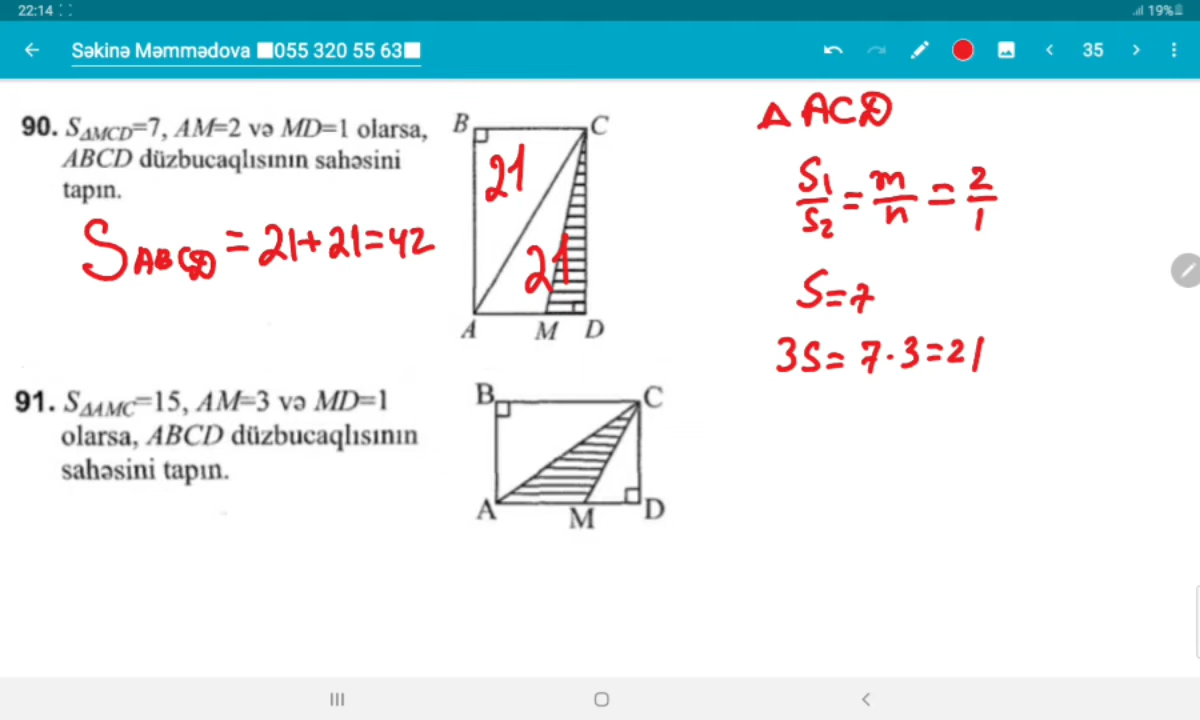 22:14
19%
Səkinə Məmmədova 055 320 55 63
35
90. S△MCD=7, AM=2 və MD=1 olarsa,
ABCD düzbucaqlısının sahəsini
tapın.
S ABCD = 21+21=42
B
C
21
21
A
M
D
△ ACD
S1/S2 = m/n = 2/1
S=7
3S= 7·3=21
91. S△AMC=15, AM=3 və MD=1
olarsa, ABCD düzbucaqlısının
sahəsini tapın.
B
C
A
M
D